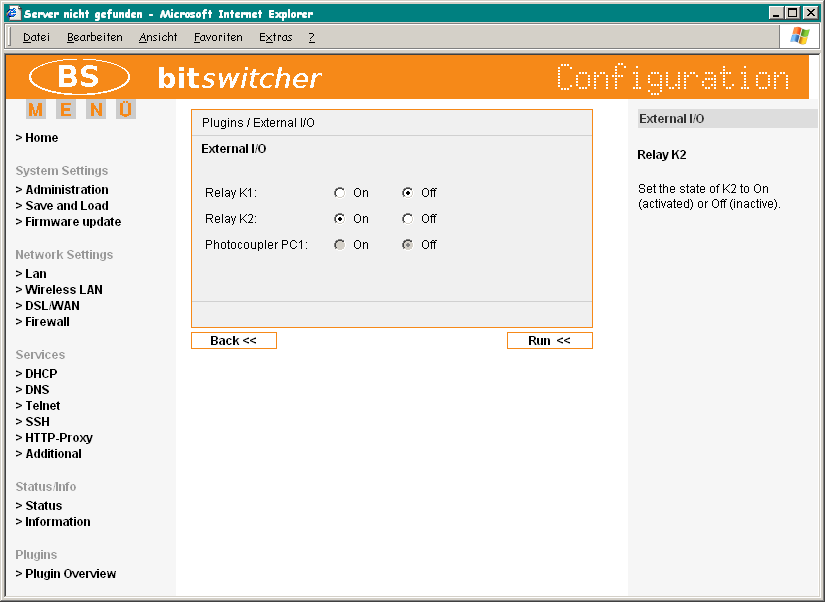 Server nicht gefunden - Microsoft Internet Explorer
Datei Bearbeiten Ansicht Favoriten Extras ?
BS bitswitcher Configuration
MENÜ
> Home
System Settings
> Administration
> Save and Load
> Firmware update
Network Settings
> Lan
> Wireless LAN
> DSL/WAN
> Firewall
Services
> DHCP
> DNS
> Telnet
> SSH
> HTTP-Proxy
> Additional
Status/Info
> Status
> Information
Plugins
> Plugin Overview
Plugins / External I/O
External I/O
Relay K1: On Off
Relay K2: On Off
Photocoupler PC1: On Off
Back <<
Run <<
External I/O
Relay K2
Set the state of K2 to On
(activated) or Off (inactive).